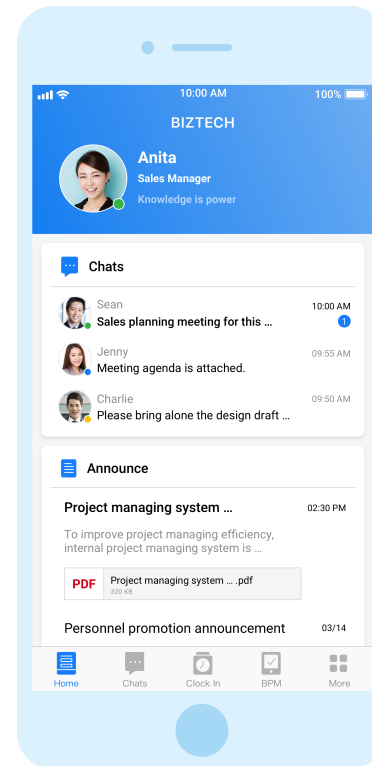 10:00 AM
100%
BIZTECH
Anita
Sales Manager
Knowledge is power
Chats
Sean
10:00 AM
Sales planning meeting for this ...
1
Jenny
09:55 AM
Meeting agenda is attached.
Charlie
09:50 AM
Please bring alone the design draft ...
Announce
Project managing system ...
02:30 PM
To improve project managing efficiency,
internal project managing system is ...
PDF
Project managing system ... .pdf
320 KB
Personnel promotion announcement
03/14
Home
Chats
Clock In
BPM
More